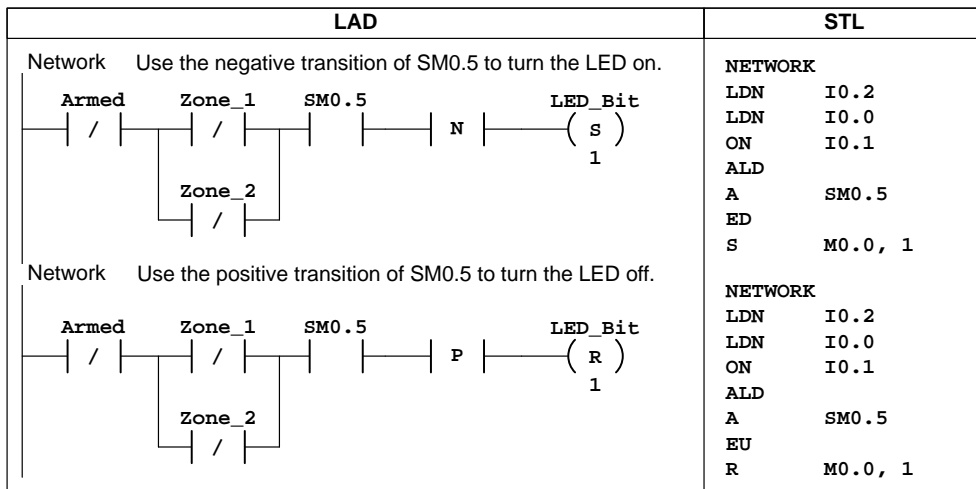 LAD
STL
Network Use the negative transition of SM0.5 to turn the LED on.
Armed Zone_1 SM0.5 LED_Bit
/ / N S
1
Zone_2
/
Network Use the positive transition of SM0.5 to turn the LED off.
Armed Zone_1 SM0.5 LED_Bit
/ / P R
1
Zone_2
/
NETWORK
LDN I0.2
LDN I0.0
ON I0.1
ALD
A SM0.5
ED
S M0.0, 1
NETWORK
LDN I0.2
LDN I0.0
ON I0.1
ALD
A SM0.5
EU
R M0.0, 1